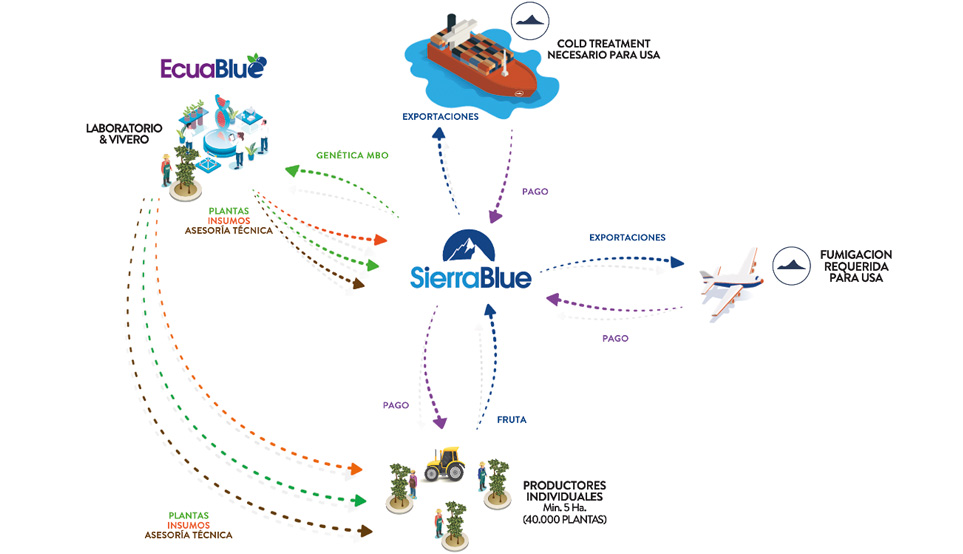 COLD TREATMENT
NECESARIO PARA USA
EcuaBlue
LABORATORIO
& VIVERO
EXPORTACIONES
GENÉTICA MBO
PAGO
PLANTAS
INSUMOS
ASESORÍA TÉCNICA
SierraBlue
EXPORTACIONES
FUMIGACION
REQUERIDA
PARA USA
PAGO
PAGO
FRUTA
PRODUCTORES
INDIVIDUALES
Min. 5 Ha.
(40.000 PLANTAS)
PLANTAS
INSUMOS
ASESORÍA TÉCNICA